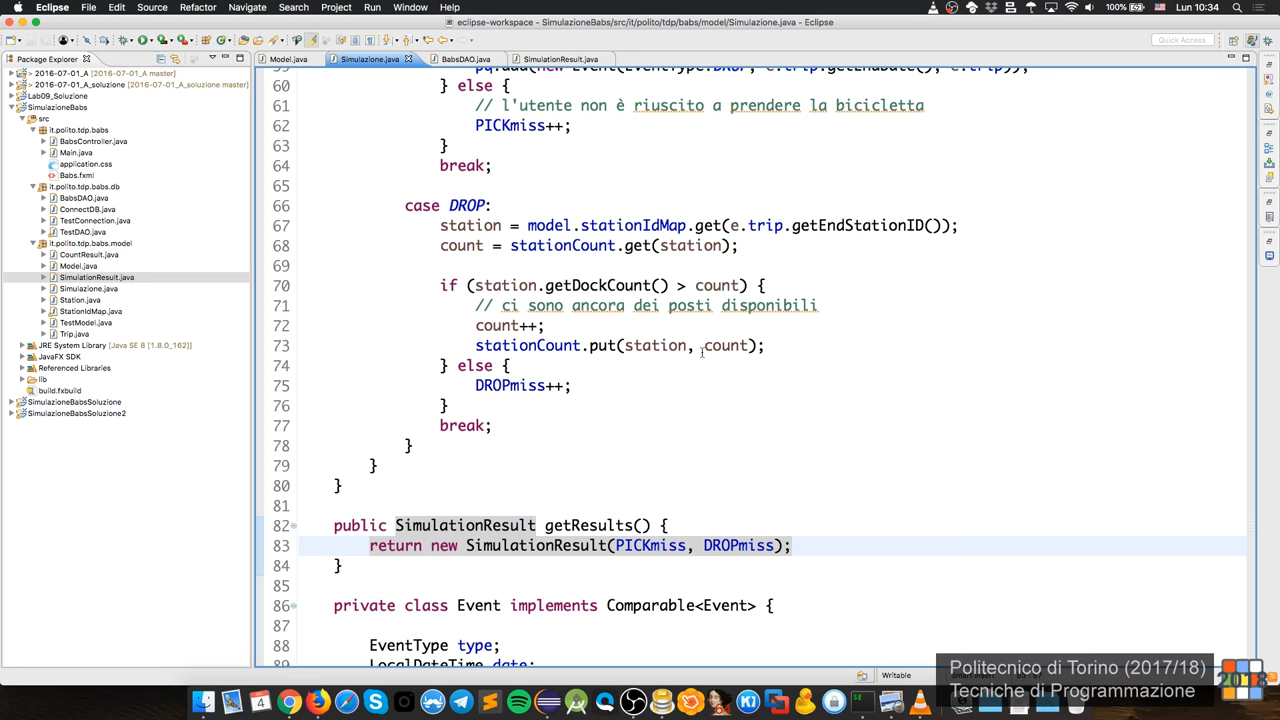 Eclipse File Edit Source Refactor Navigate Search Project Run Window Help 100% Lun 10:34
eclipse-workspace - SimulazioneBabs/src/it/polito/tdp/babs/model/Simulazione.java - Eclipse
Quick Access
Package Explorer
Model.java Simulazione.java BabsDAO.java SimulationResult.java
> 2016-07-01_A [2016-07-01_A master]
> 2016-07-01_A_soluzione [2016-07-01_A_soluzione master]
Lab09_Soluzione
SimulazioneBabs
src
it.polito.tdp.babs
BabsController.java
Main.java
application.css
Babs.fxml
it.polito.tdp.babs.db
BabsDAO.java
ConnectDB.java
TestConnection.java
TestDAO.java
it.polito.tdp.babs.model
CountResult.java
Model.java
SimulationResult.java
Simulazione.java
Station.java
StationIdMap.java
TestModel.java
Trip.java
JRE System Library [Java SE 8 [1.8.0_162]]
JavaFX SDK
Referenced Libraries
lib
build.fxbuild
SimulazioneBabsSoluzione
SimulazioneBabsSoluzione2
60 } else {
61 // l'utente non è riuscito a prendere la bicicletta
62 PICKmiss++;
63 }
64 break;
65
66 case DROP:
67 station = model.stationIdMap.get(e.trip.getEndStationID());
68 count = stationCount.get(station);
69
70 if (station.getDockCount() > count) {
71 // ci sono ancora dei posti disponibili
72 count++;
73 stationCount.put(station, count);
74 } else {
75 DROPmiss++;
76 }
77 break;
78 }
79 }
80 }
81
82 public SimulationResult getResults() {
83 return new SimulationResult(PICKmiss, DROPmiss);
84 }
85
86 private class Event implements Comparable<Event> {
87
88 EventType type;
89 LocalDateTime date;
Writable
Politecnico di Torino (2017/18)
Tecniche di Programmazione
2018